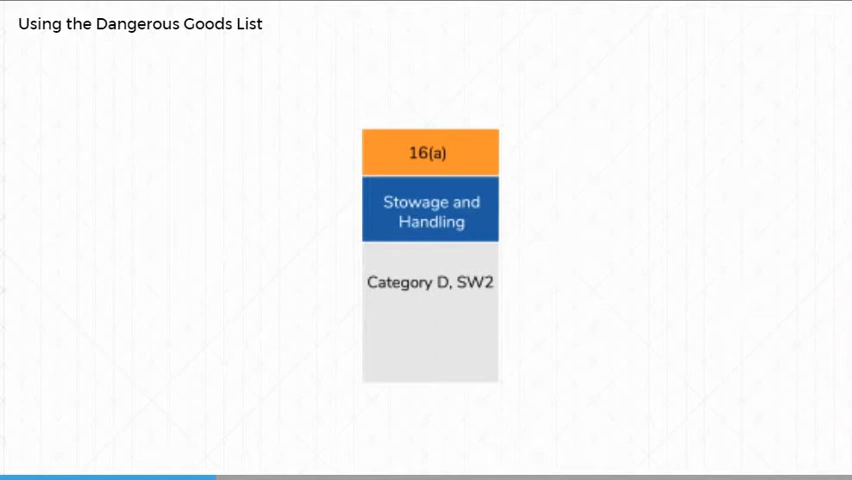 Using the Dangerous Goods List
16(a)
Stowage and
Handling
Category D, SW2